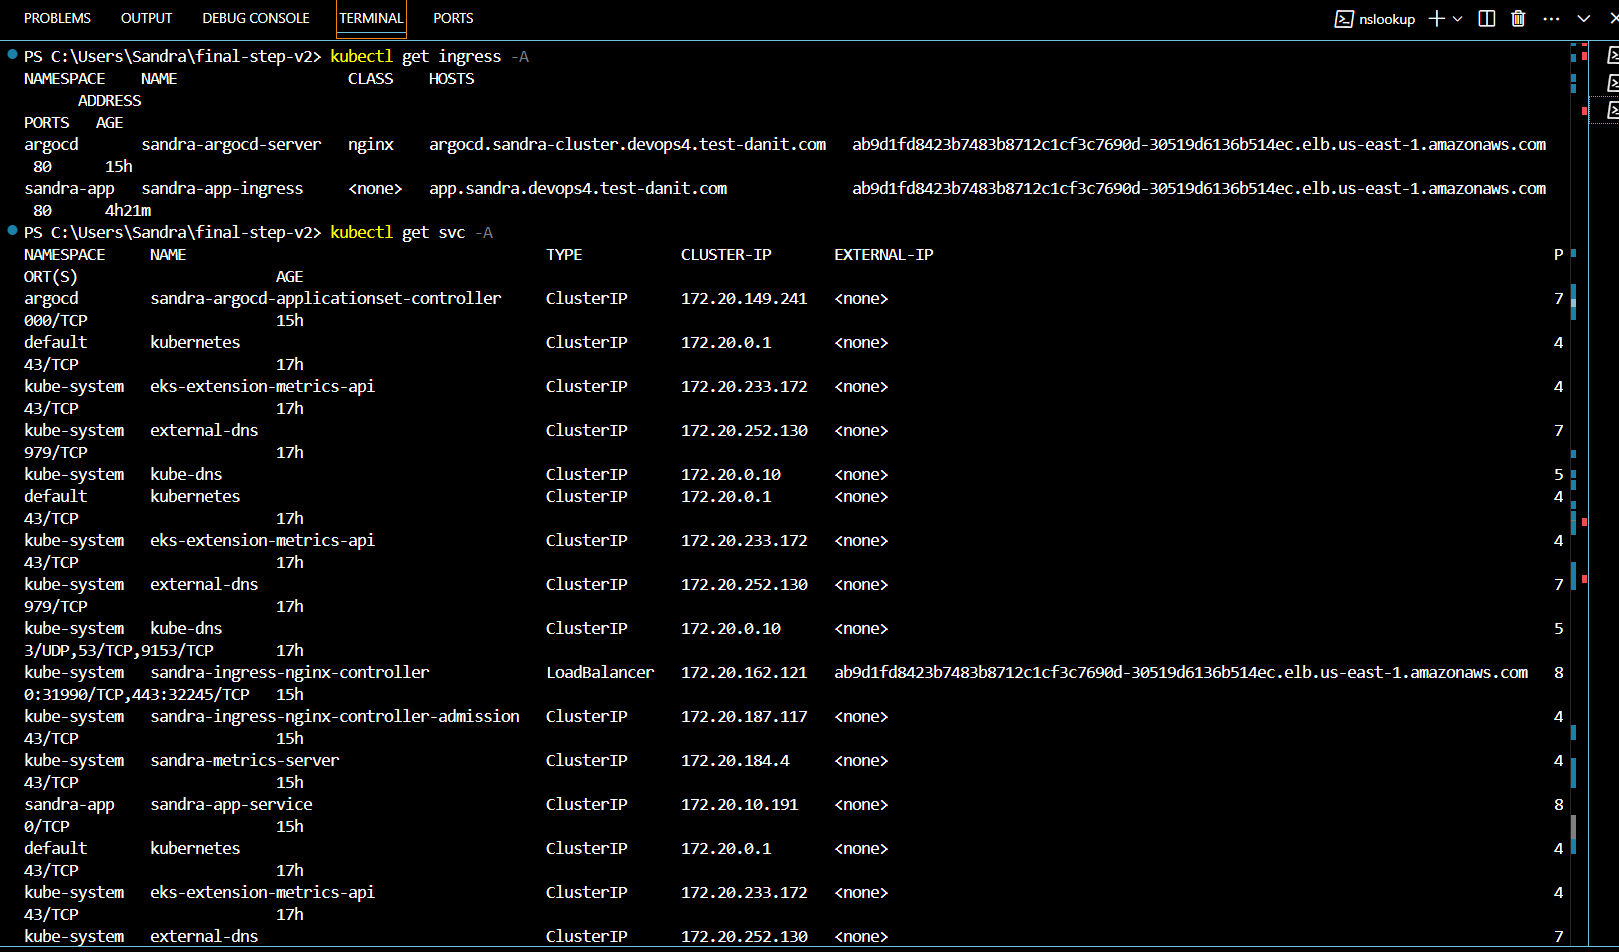 PROBLEMS OUTPUT DEBUG CONSOLE TERMINAL PORTS nslookup
PS C:\Users\Sandra\final-step-v2> kubectl get ingress -A
NAMESPACE NAME CLASS HOSTS
ADDRESS
PORTS AGE
argocd sandra-argocd-server nginx argocd.sandra-cluster.devops4.test-danit.com ab9d1fd8423b7483b8712c1cf3c7690d-30519d6136b514ec.elb.us-east-1.amazonaws.com
80 15h
sandra-app sandra-app-ingress <none> app.sandra.devops4.test-danit.com ab9d1fd8423b7483b8712c1cf3c7690d-30519d6136b514ec.elb.us-east-1.amazonaws.com
80 4h21m
PS C:\Users\Sandra\final-step-v2> kubectl get svc -A
NAMESPACE NAME TYPE CLUSTER-IP EXTERNAL-IP P
ORT(S) AGE
argocd sandra-argocd-applicationset-controller ClusterIP 172.20.149.241 <none> 7
000/TCP 15h
default kubernetes ClusterIP 172.20.0.1 <none> 4
43/TCP 17h
kube-system eks-extension-metrics-api ClusterIP 172.20.233.172 <none> 4
43/TCP 17h
kube-system external-dns ClusterIP 172.20.252.130 <none> 7
979/TCP 17h
kube-system kube-dns ClusterIP 172.20.0.10 <none> 5
default kubernetes ClusterIP 172.20.0.1 <none> 4
43/TCP 17h
kube-system eks-extension-metrics-api ClusterIP 172.20.233.172 <none> 4
43/TCP 17h
kube-system external-dns ClusterIP 172.20.252.130 <none> 7
979/TCP 17h
kube-system kube-dns ClusterIP 172.20.0.10 <none> 5
3/UDP,53/TCP,9153/TCP 17h
kube-system sandra-ingress-nginx-controller LoadBalancer 172.20.162.121 ab9d1fd8423b7483b8712c1cf3c7690d-30519d6136b514ec.elb.us-east-1.amazonaws.com 8
0:31990/TCP,443:32245/TCP 15h
kube-system sandra-ingress-nginx-controller-admission ClusterIP 172.20.187.117 <none> 4
43/TCP 15h
kube-system sandra-metrics-server ClusterIP 172.20.184.4 <none> 4
43/TCP 15h
sandra-app sandra-app-service ClusterIP 172.20.10.191 <none> 8
0/TCP 15h
default kubernetes ClusterIP 172.20.0.1 <none> 4
43/TCP 17h
kube-system eks-extension-metrics-api ClusterIP 172.20.233.172 <none> 4
43/TCP 17h
kube-system external-dns ClusterIP 172.20.252.130 <none> 7